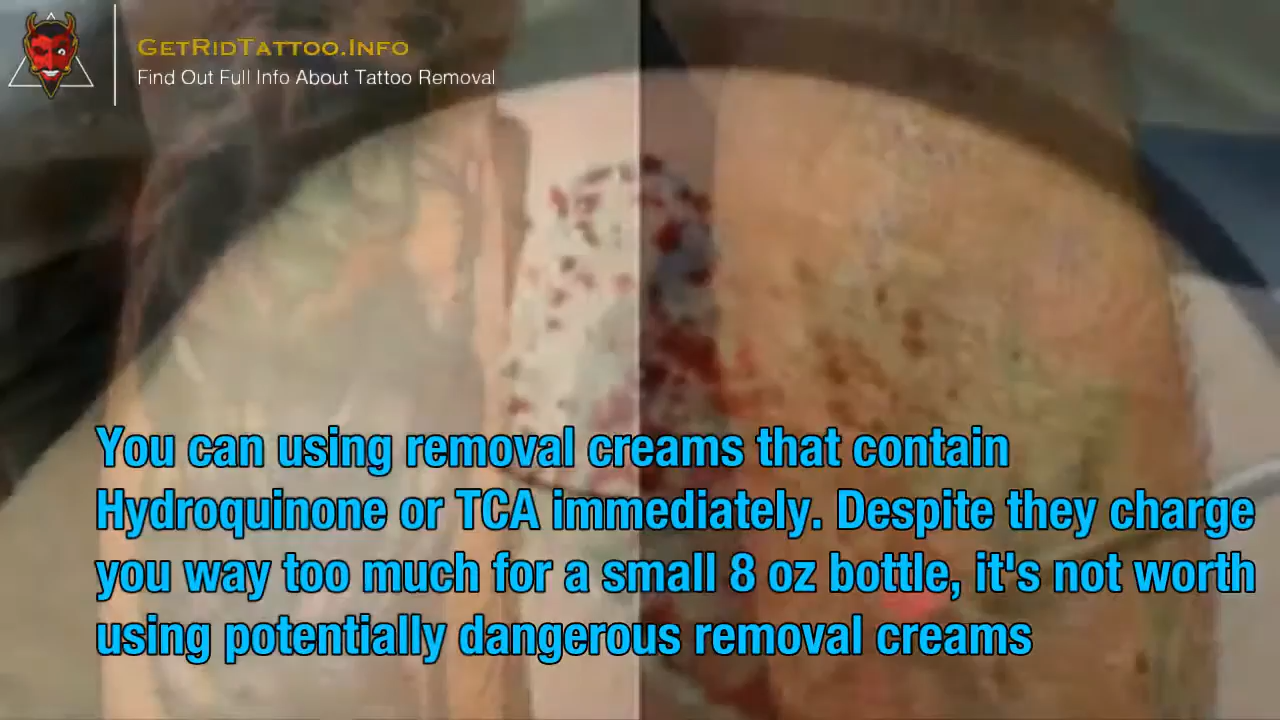 GetRidTattoo.Info
Find Out Full Info About Tattoo Removal
You can using removal creams that contain
Hydroquinone or TCA immediately. Despite they charge
you way too much for a small 8 oz bottle, it's not worth
using potentially dangerous removal creams